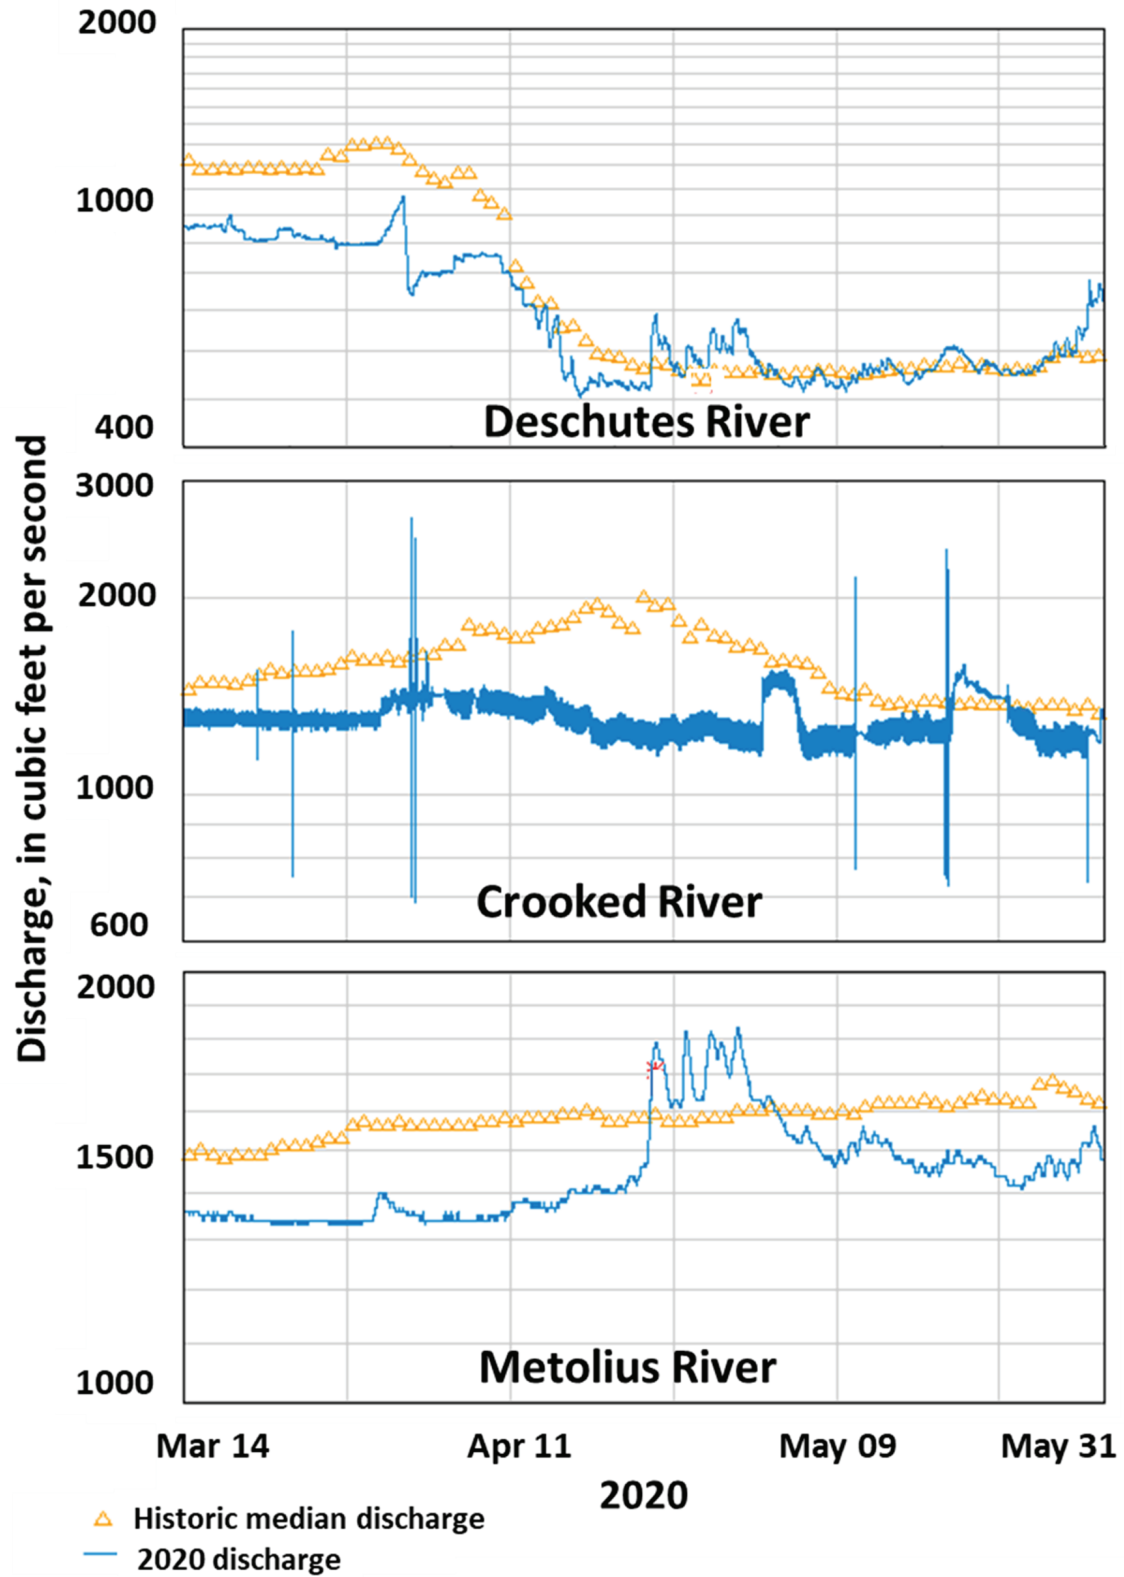 2000
1000
400
Deschutes River
Discharge, in cubic feet per second
3000
2000
1000
600
Crooked River
2000
1500
1000
Metolius River
Mar 14 Apr 11 May 09 May 31
2020
Historic median discharge
2020 discharge